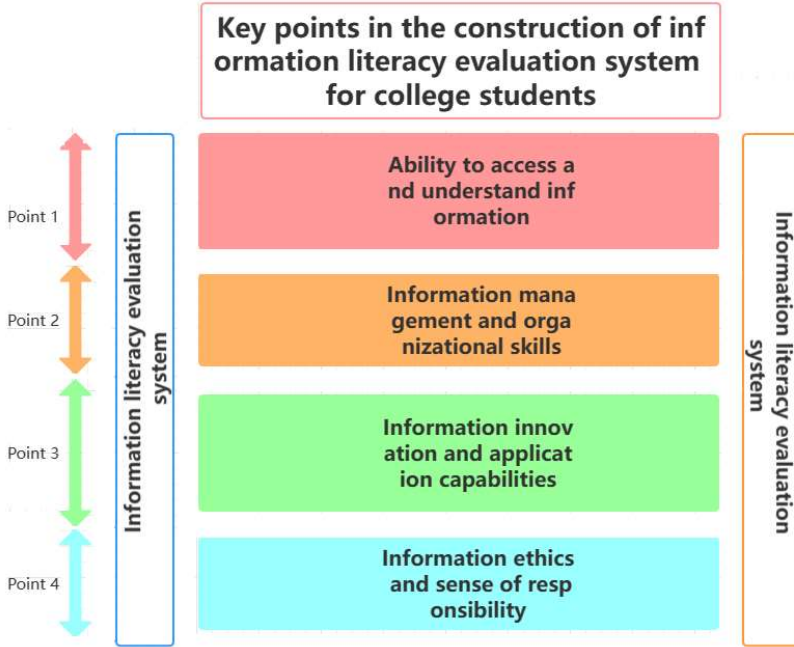 Key points in the construction of inf
ormation literacy evaluation system
for college students
Point 1
Point 2
Point 3
Point 4
Information literacy evaluation
system
Ability to access a
nd understand inf
ormation
Information mana
gement and orga
nizational skills
Information innov
ation and applicat
ion capabilities
Information ethics
and sense of resp
onsibility
Information literacy evaluation
system